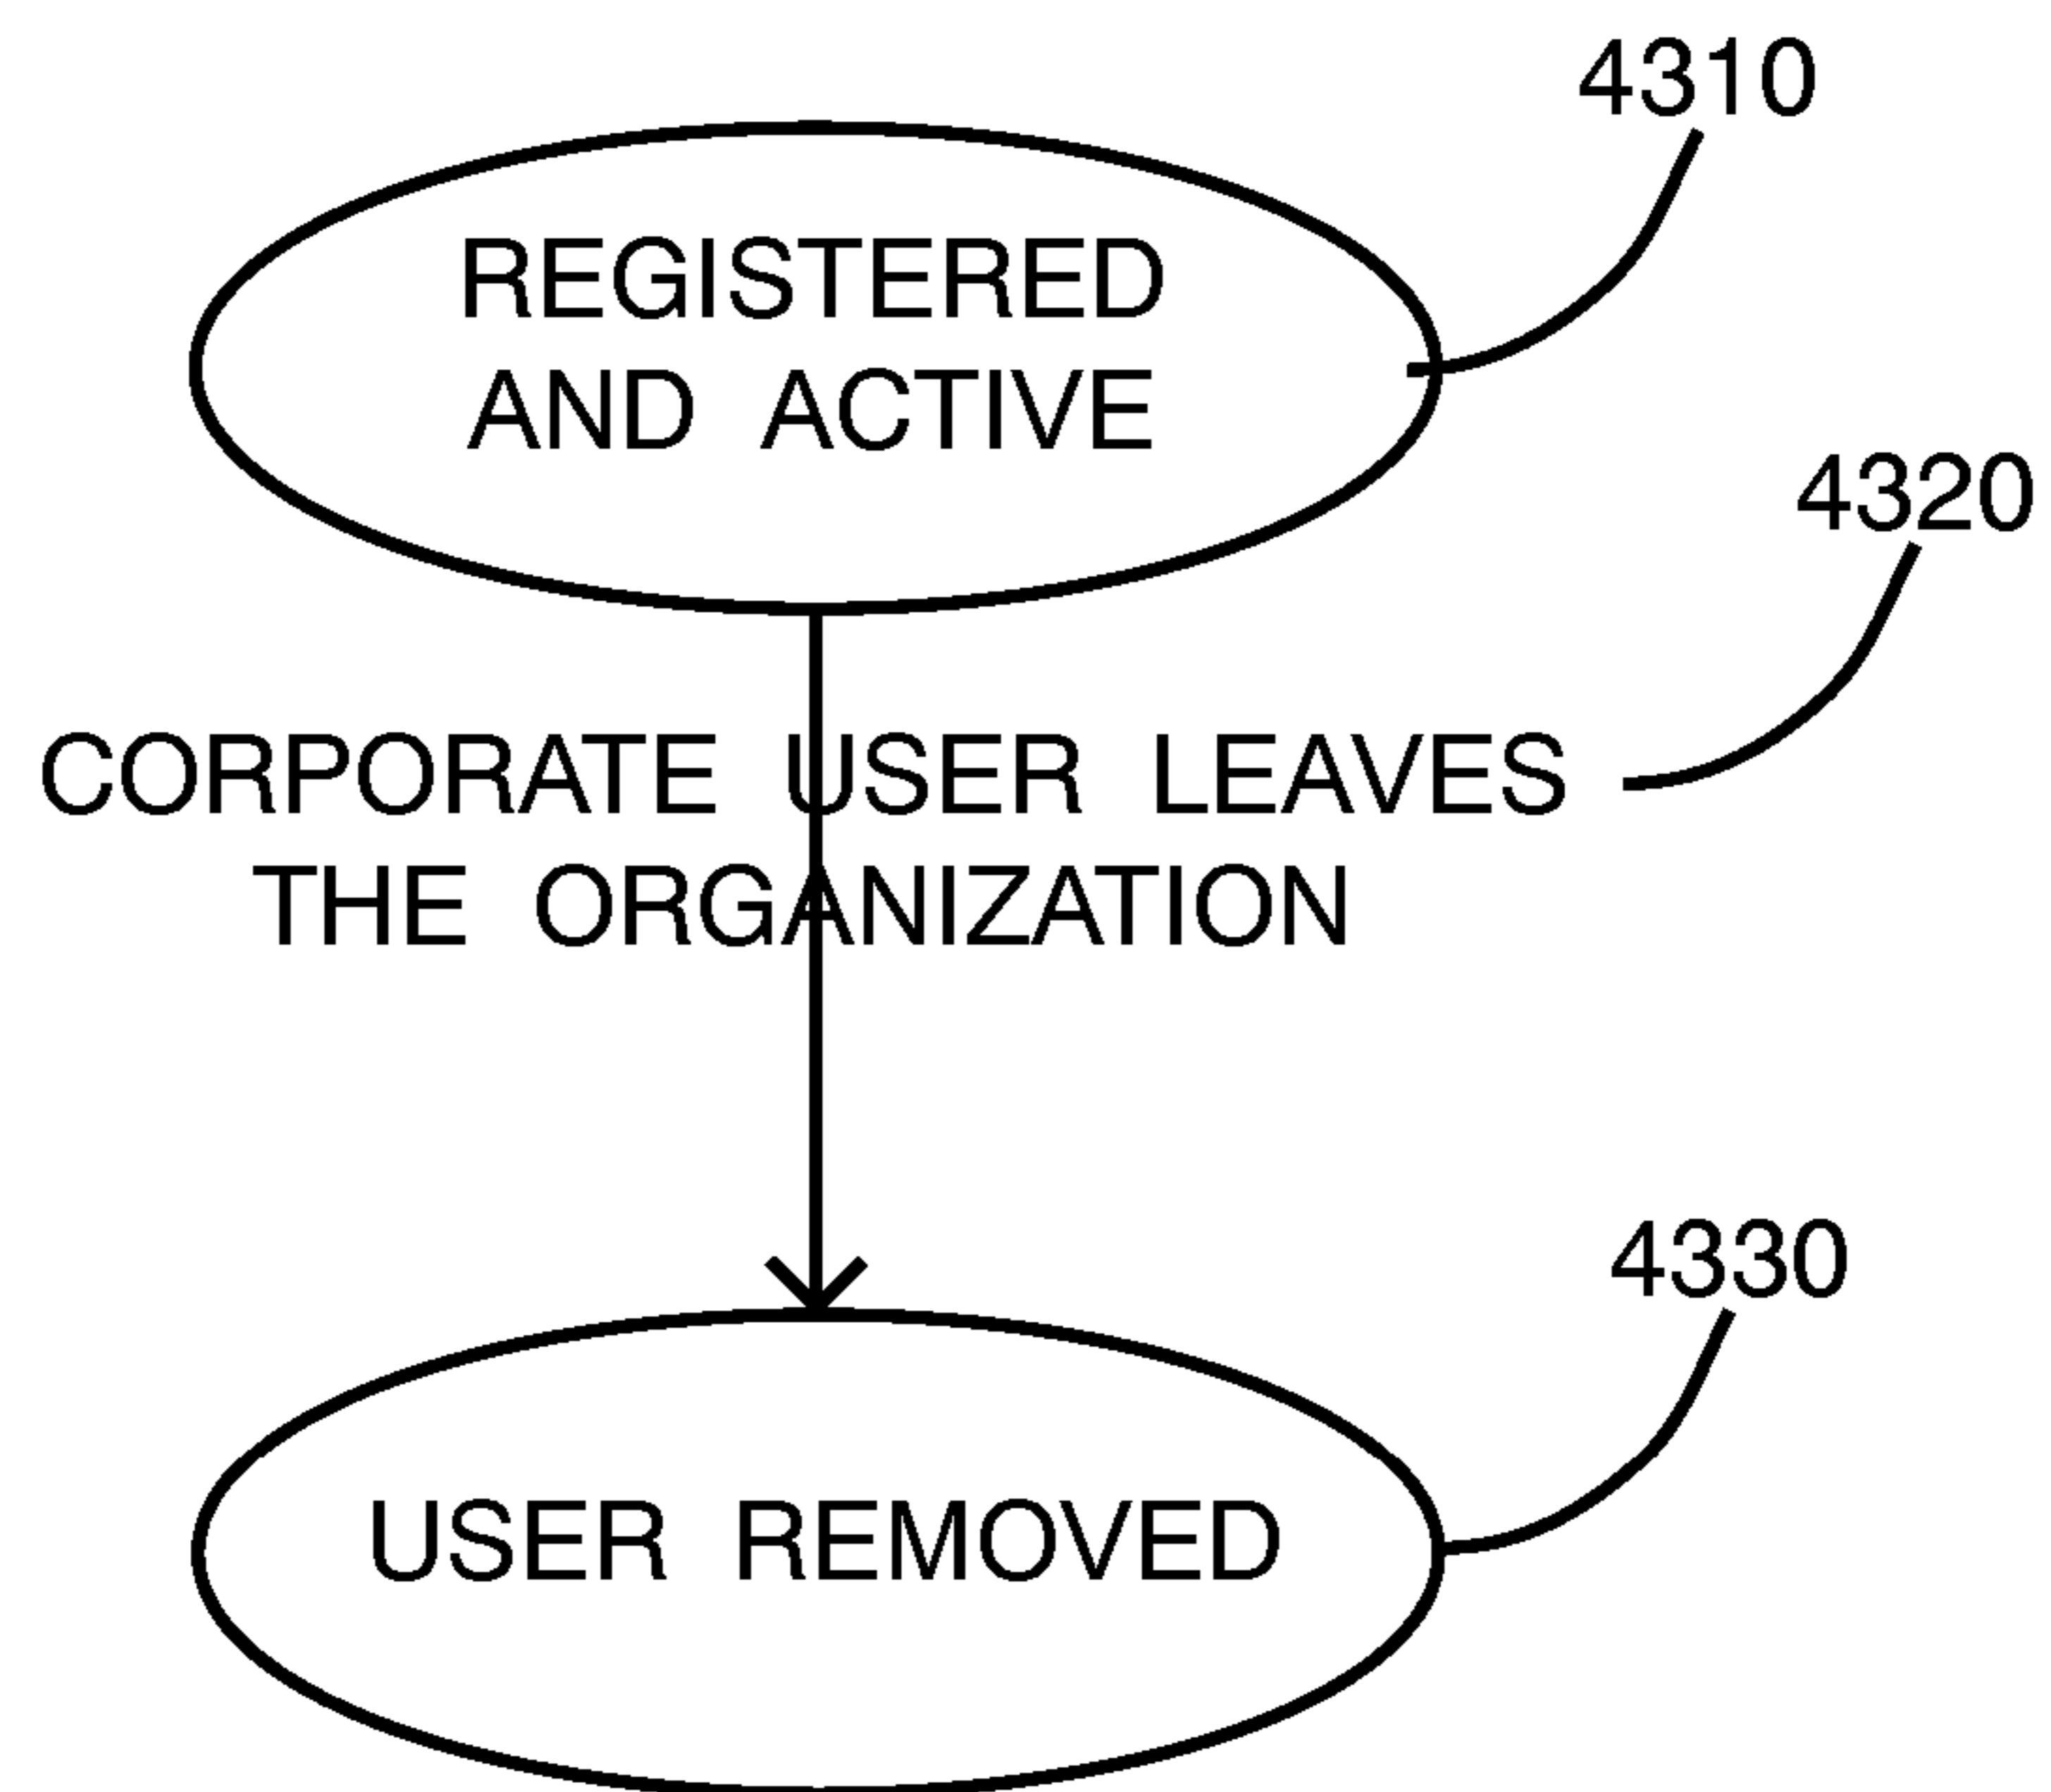 4310
REGISTERED
AND ACTIVE
4320
CORPORATE USER LEAVES
THE ORGANIZATION
4330
USER REMOVED